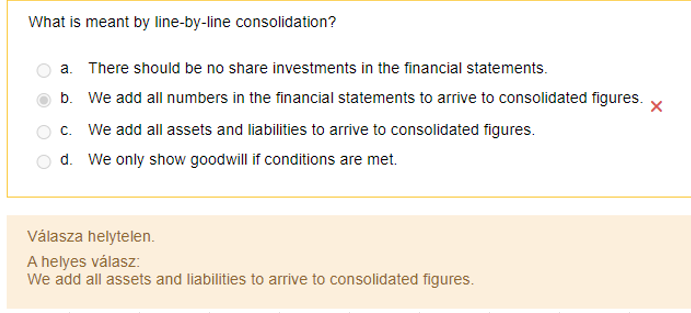 What is meant by line-by-line consolidation?
a. There should be no share investments in the financial statements.
b. We add all numbers in the financial statements to arrive to consolidated figures.
c. We add all assets and liabilities to arrive to consolidated figures.
d. We only show goodwill if conditions are met.
Válasza helytelen.
A helyes válasz:
We add all assets and liabilities to arrive to consolidated figures.